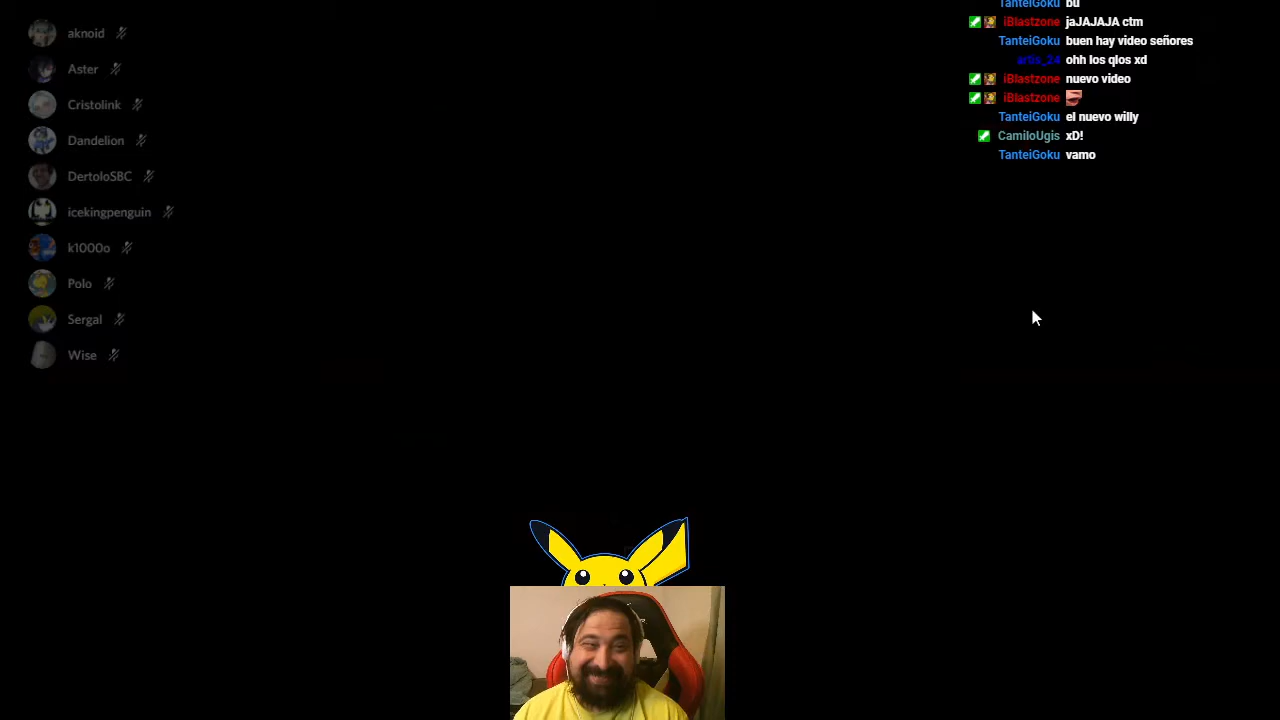 aknoid
Aster
Cristolink
Dandelion
DertoloSBC
icekingpenguin
k1000o
Polo
Sergal
Wise
TanteiGoku bu
iBlastzone jaJAJAJA ctm
TanteiGoku buen hay video señores
artis_24 ohh los qlos xd
iBlastzone nuevo video
iBlastzone
TanteiGoku el nuevo willy
CamiloUgis xD!
TanteiGoku vamo